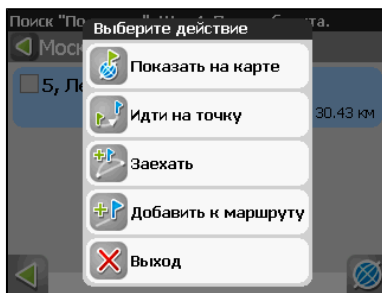 Поиск "По
та.
Выберите действие
Моск
Показать на карте
5, Ле
Идти на точку
30.43 км
Заехать
Добавить к маршруту
Выход